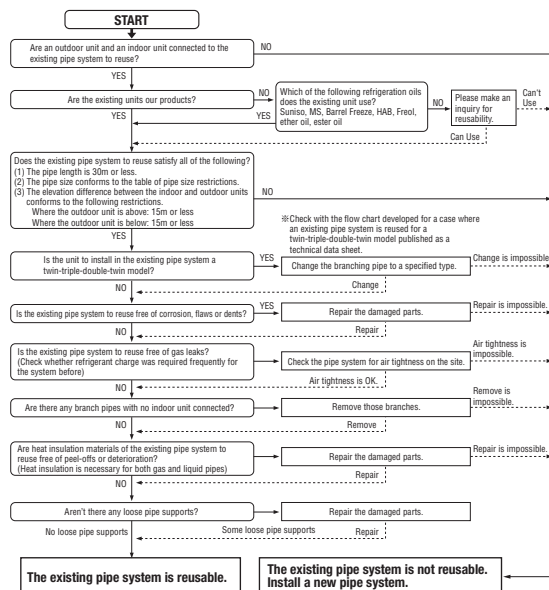 START
Are an outdoor unit and an indoor unit connected to the
existing pipe system to reuse?
NO
YES
Are the existing units our products?
NO
YES
Which of the following refrigeration oils
does the existing unit use?
Suniso, MS, Barrel Freeze, HAB, Freol,
ether oil, ester oil
YES
NO
Please make an
inquiry for
reusability.
Can't
Use
Can Use
Does the existing pipe system to reuse satisfy all of the following?
(1) The pipe length is 30m or less.
(2) The pipe size conforms to the table of pipe size restrictions.
(3) The elevation difference between the indoor and outdoor units
conforms to the following restrictions.
Where the outdoor unit is above: 15m or less
Where the outdoor unit is below: 15m or less
NO
YES
※Check with the flow chart developed for a case where
an existing pipe system is reused for a
twin-triple-double-twin model published as a
technical data sheet.
Is the unit to install in the existing pipe system a
twin-triple-double-twin model?
YES
Change the branching pipe to a specified type.
Change is impossible.
NO
Change
Is the existing pipe system to reuse free of corrosion, flaws or dents?
YES
Repair the damaged parts.
Repair is impossible.
NO
Repair
Is the existing pipe system to reuse free of gas leaks?
(Check whether refrigerant charge was required frequently for
the system before)
Check the pipe system for air tightness on the site.
Air tightness is
impossible.
NO
Air tightness is OK.
Are there any branch pipes with no indoor unit connected?
Remove those branches.
Remove is
impossible.
NO
Remove
Are heat insulation materials of the existing pipe system to
reuse free of peel-offs or deterioration?
(Heat insulation is necessary for both gas and liquid pipes)
Repair the damaged parts.
Repair is impossible.
NO
Repair
Aren't there any loose pipe supports?
Repair the damaged parts.
No loose pipe supports
Some loose pipe supports
Repair
The existing pipe system is reusable.
The existing pipe system is not reusable.
Install a new pipe system.